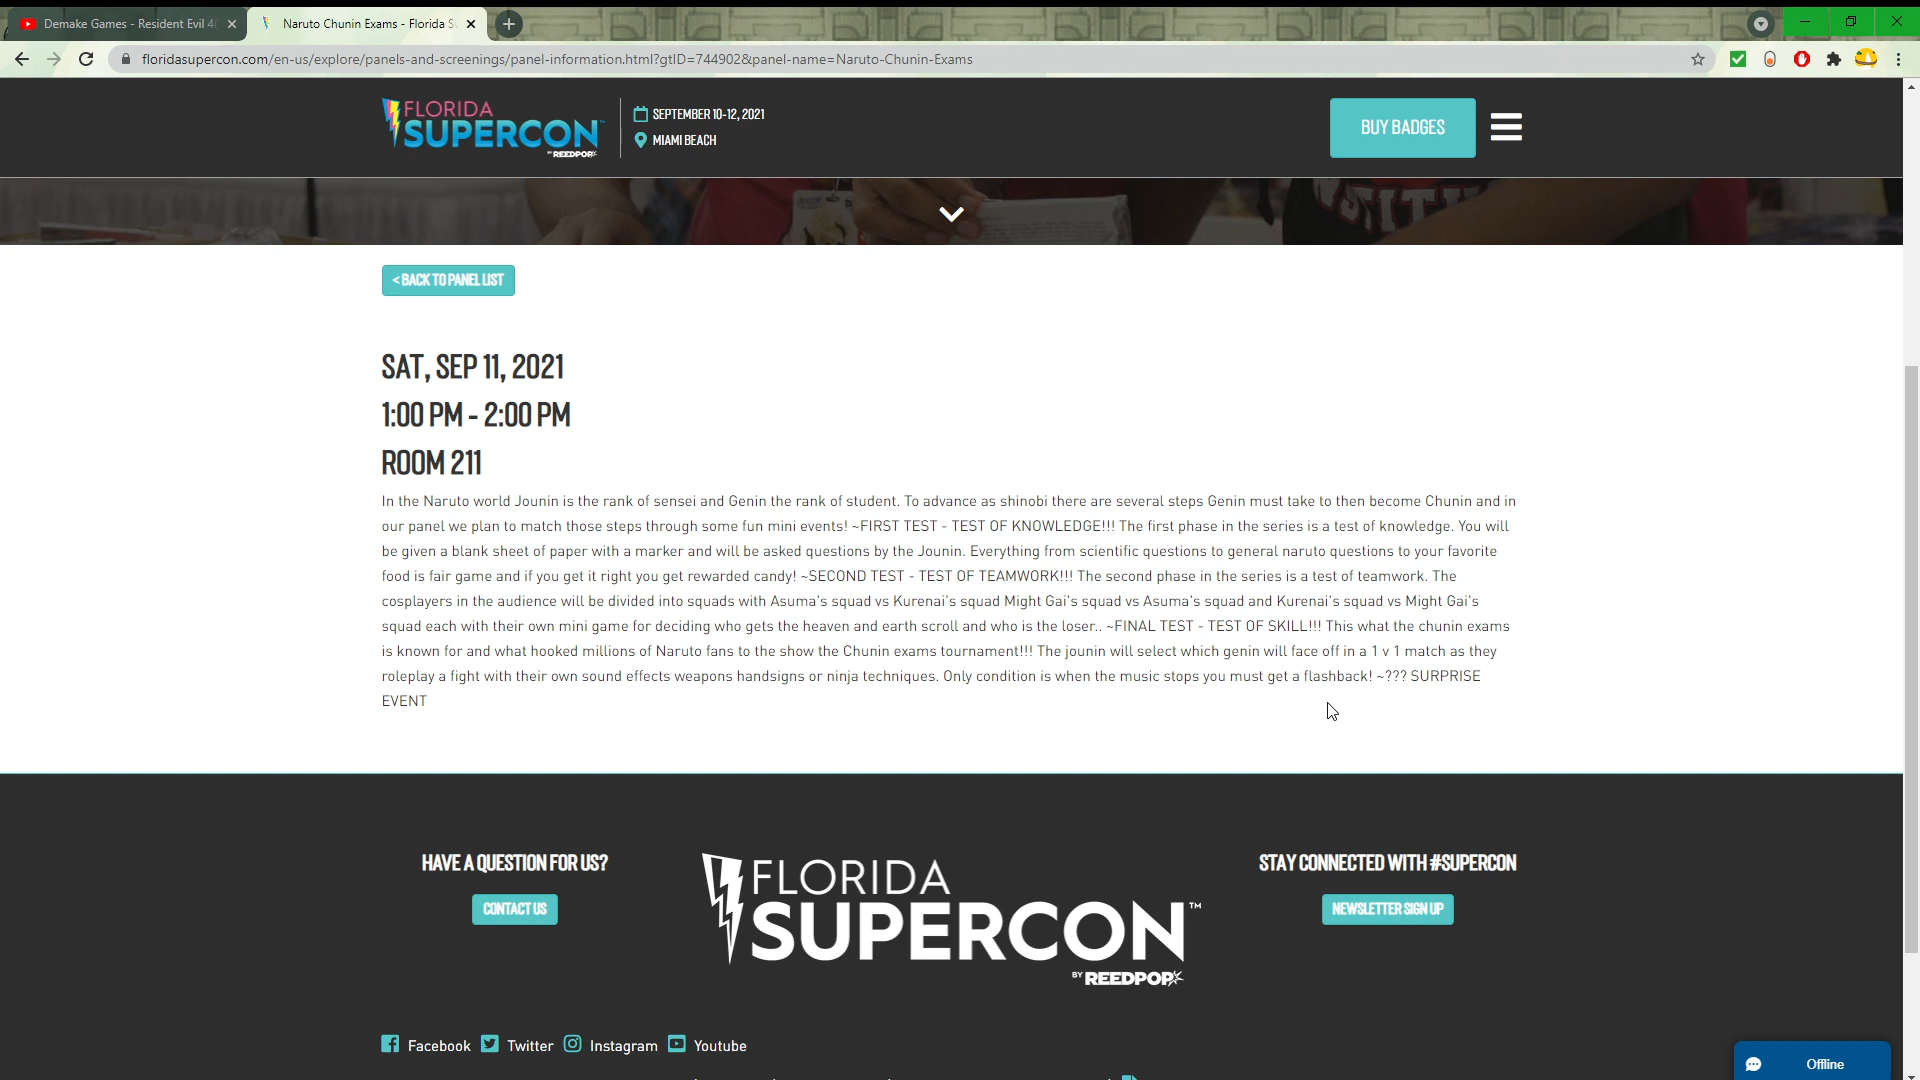 Demake Games - Resident Evil 4
Naruto Chunin Exams - Florida S
floridasupercon.com/en-us/explore/panels-and-screenings/panel-information.html?gtID=744902&panel-name=Naruto-Chunin-Exams
FLORIDA
SUPERCON
BY REEDPOP
SEPTEMBER 10-12, 2021
MIAMI BEACH
BUY BADGES
< BACK TO PANEL LIST
SAT, SEP 11, 2021
1:00 PM - 2:00 PM
ROOM 211
In the Naruto world Jounin is the rank of sensei and Genin the rank of student. To advance as shinobi there are several steps Genin must take to then become Chunin and in
our panel we plan to match those steps through some fun mini events! ~FIRST TEST - TEST OF KNOWLEDGE!!! The first phase in the series is a test of knowledge. You will
be given a blank sheet of paper with a marker and will be asked questions by the Jounin. Everything from scientific questions to general naruto questions to your favorite
food is fair game and if you get it right you get rewarded candy! ~SECOND TEST - TEST OF TEAMWORK!!! The second phase in the series is a test of teamwork. The
cosplayers in the audience will be divided into squads with Asuma's squad vs Kurenai's squad Might Gai's squad vs Asuma's squad and Kurenai's squad vs Might Gai's
squad each with their own mini game for deciding who gets the heaven and earth scroll and who is the loser.. ~FINAL TEST - TEST OF SKILL!!! This what the chunin exams
is known for and what hooked millions of Naruto fans to the show the Chunin exams tournament!!! The jounin will select which genin will face off in a 1 v 1 match as they
roleplay a fight with their own sound effects weapons handsigns or ninja techniques. Only condition is when the music stops you must get a flashback! ~??? SURPRISE
EVENT
HAVE A QUESTION FOR US?
CONTACT US
FLORIDA
SUPERCON™
BY REEDPOP
STAY CONNECTED WITH #SUPERCON
NEWSLETTER SIGN UP
Facebook Twitter Instagram Youtube
Offline